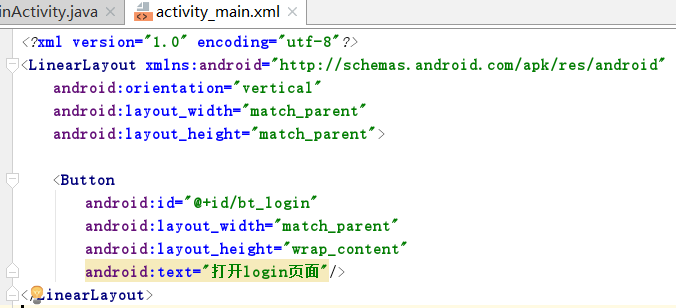 inActivity.java × activity_main.xml ×
<?xml version="1.0" encoding="utf-8"?>
<LinearLayout xmlns:android="http://schemas.android.com/apk/res/android"
    android:orientation="vertical"
    android:layout_width="match_parent"
    android:layout_height="match_parent">
    <Button
        android:id="@+id/bt_login"
        android:layout_width="match_parent"
        android:layout_height="wrap_content"
        android:text="打开login页面"/>
</LinearLayout>